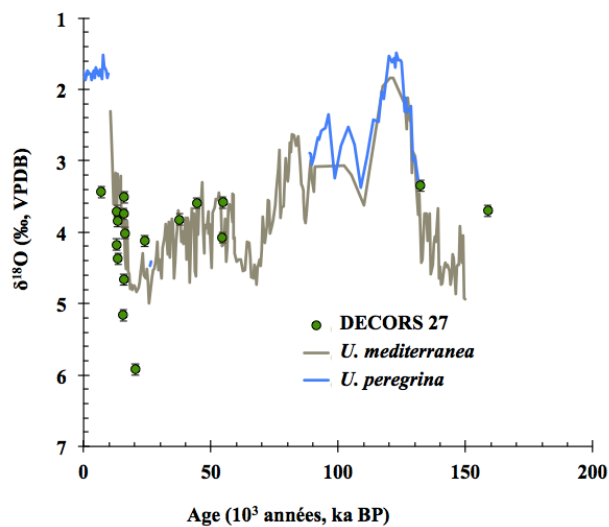 1
2
3
4
5
6
7
δ¹⁸O (‰, VPDB)
DECORS 27
U. mediterranea
U. peregrina
0
50
100
150
200
Age (10³ années, ka BP)